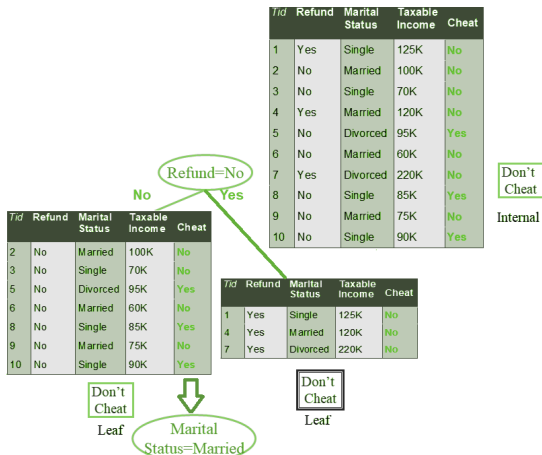 Tid Refund Marital Status Taxable Income Cheat
1 Yes Single 125K No
2 No Married 100K No
3 No Single 70K No
4 Yes Married 120K No
5 No Divorced 95K Yes
6 No Married 60K No
7 Yes Divorced 220K No
8 No Single 85K Yes
9 No Married 75K No
10 No Single 90K Yes
Don't
Cheat
Internal
Refund=No
No Yes
Tid Refund Marital Status Taxable Income Cheat
2 No Married 100K No
3 No Single 70K No
5 No Divorced 95K Yes
6 No Married 60K No
8 No Single 85K Yes
9 No Married 75K No
10 No Single 90K Yes
Don't
Cheat
Leaf
Tid Refund Marital Status Taxable Income Cheat
1 Yes Single 125K No
4 Yes Married 120K No
7 Yes Divorced 220K No
Don't
Cheat
Leaf
Marital
Status=Married